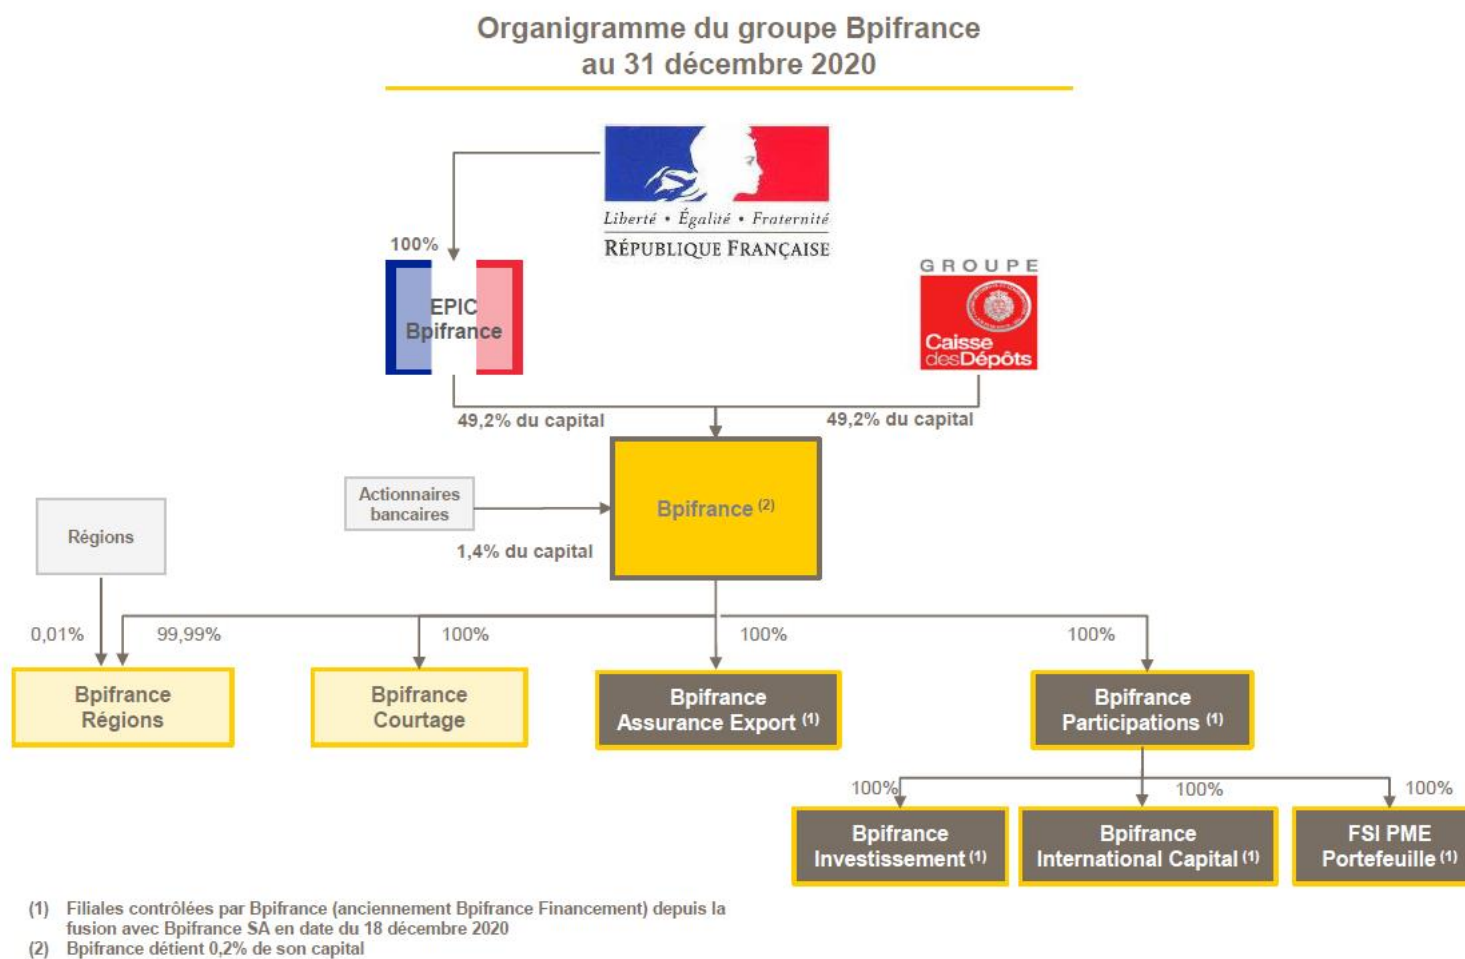 Organigramme du groupe Bpifrance
au 31 décembre 2020
Liberté • Égalité • Fraternité
RÉPUBLIQUE FRANÇAISE
100%
EPIC
Bpifrance
GROUPE
Caisse
desDépôts
49,2% du capital
49,2% du capital
Actionnaires
bancaires
Bpifrance (2)
Régions
1,4% du capital
0,01%
99,99%
100%
100%
100%
Bpifrance
Régions
Bpifrance
Courtage
Bpifrance
Assurance Export (1)
Bpifrance
Participations (1)
100%
100%
100%
Bpifrance
Investissement (1)
Bpifrance
International Capital (1)
FSI PME
Portefeuille (1)
(1) Filiales contrôlées par Bpifrance (anciennement Bpifrance Financement) depuis la
fusion avec Bpifrance SA en date du 18 décembre 2020
(2) Bpifrance détient 0,2% de son capital